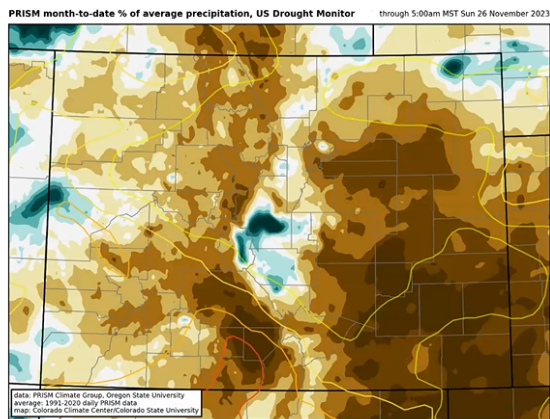 PRISM month-to-date % of average precipitation, US Drought Monitor
through 5:00am MST Sun 26 November 2023
data: PRISM Climate Group, Oregon State University
average: 1991-2020 daily PRISM data
map: Colorado Climate Center/Colorado State University